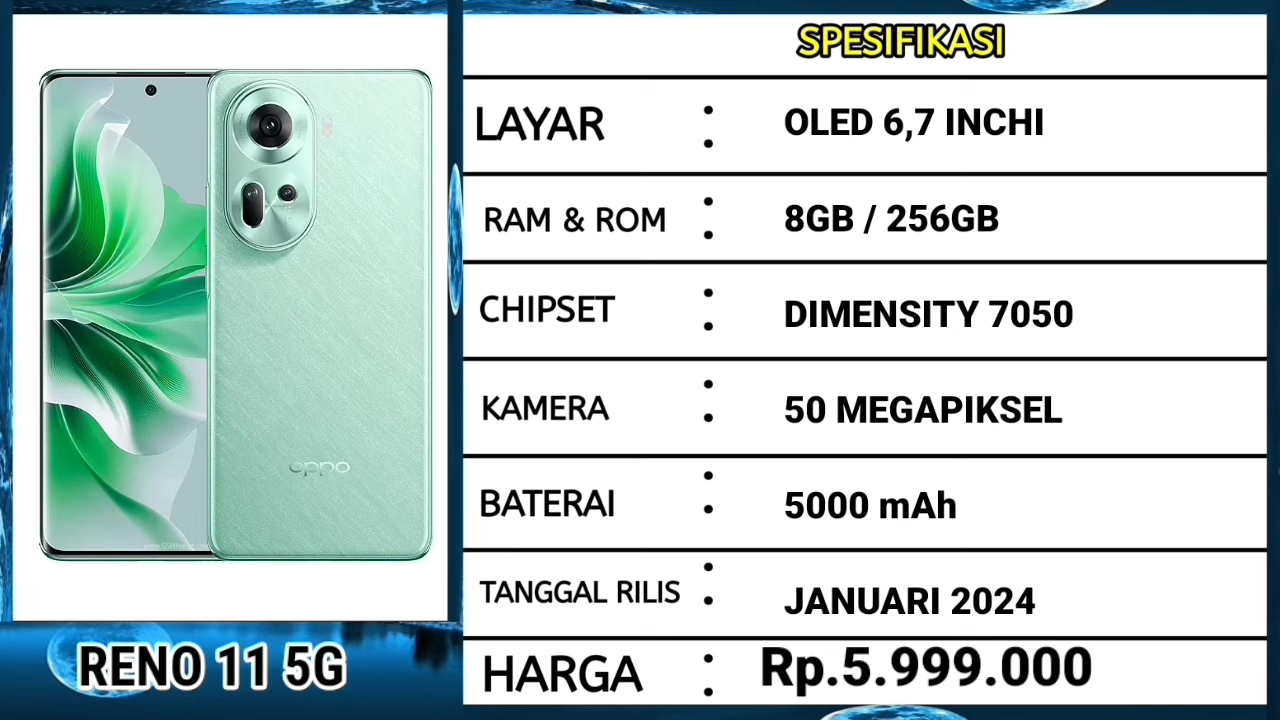 SPESIFIKASI
LAYAR : OLED 6,7 INCHI
RAM & ROM : 8GB / 256GB
CHIPSET : DIMENSITY 7050
KAMERA : 50 MEGAPIKSEL
BATERAI : 5000 mAh
TANGGAL RILIS : JANUARI 2024
HARGA : Rp.5.999.000
oppo
RENO 11 5G